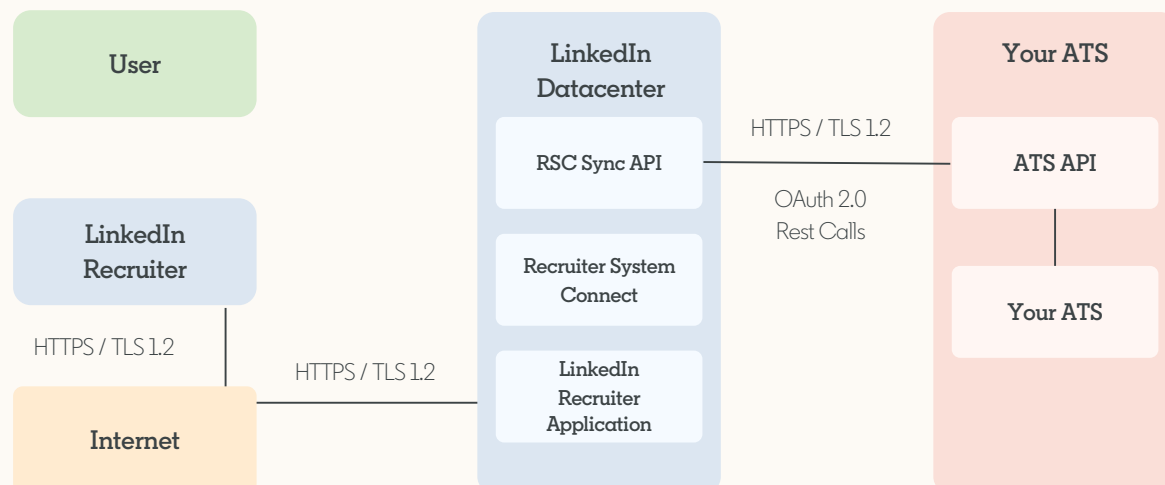 User
LinkedIn
Recruiter
HTTPS / TLS 1.2
Internet
HTTPS / TLS 1.2
LinkedIn
Datacenter
RSC Sync API
Recruiter System
Connect
LinkedIn
Recruiter
Application
HTTPS / TLS 1.2
OAuth 2.0
Rest Calls
Your ATS
ATS API
Your ATS